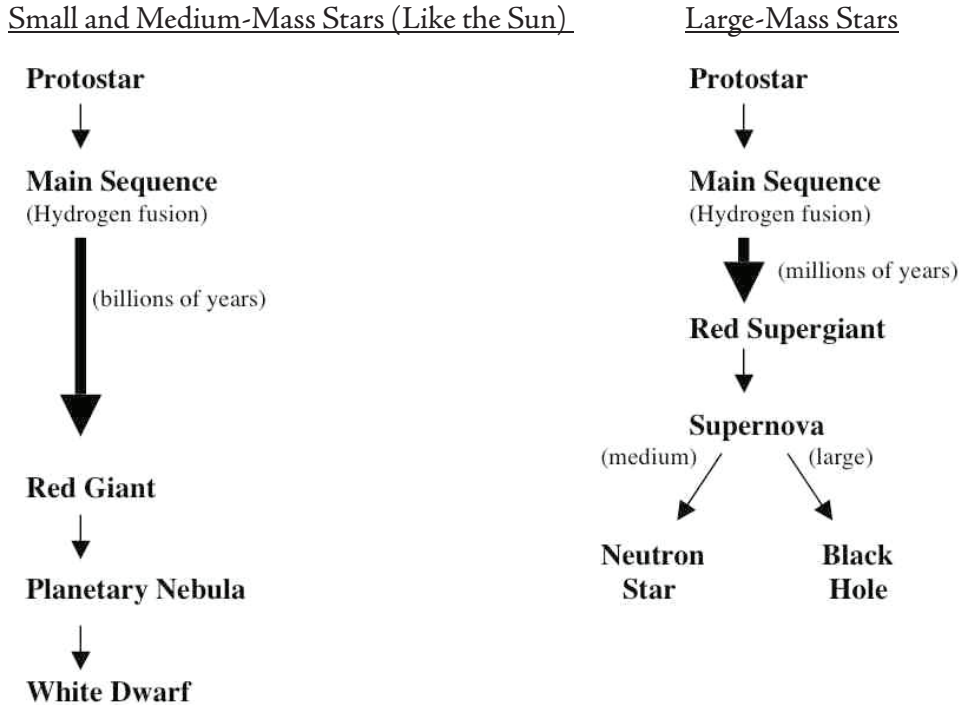 Small and Medium-Mass Stars (Like the Sun)
Protostar
Main Sequence
(Hydrogen fusion)
(billions of years)
Red Giant
Planetary Nebula
White Dwarf
Large-Mass Stars
Protostar
Main Sequence
(Hydrogen fusion)
(millions of years)
Red Supergiant
Supernova
(medium)
(large)
Neutron
Star
Black
Hole